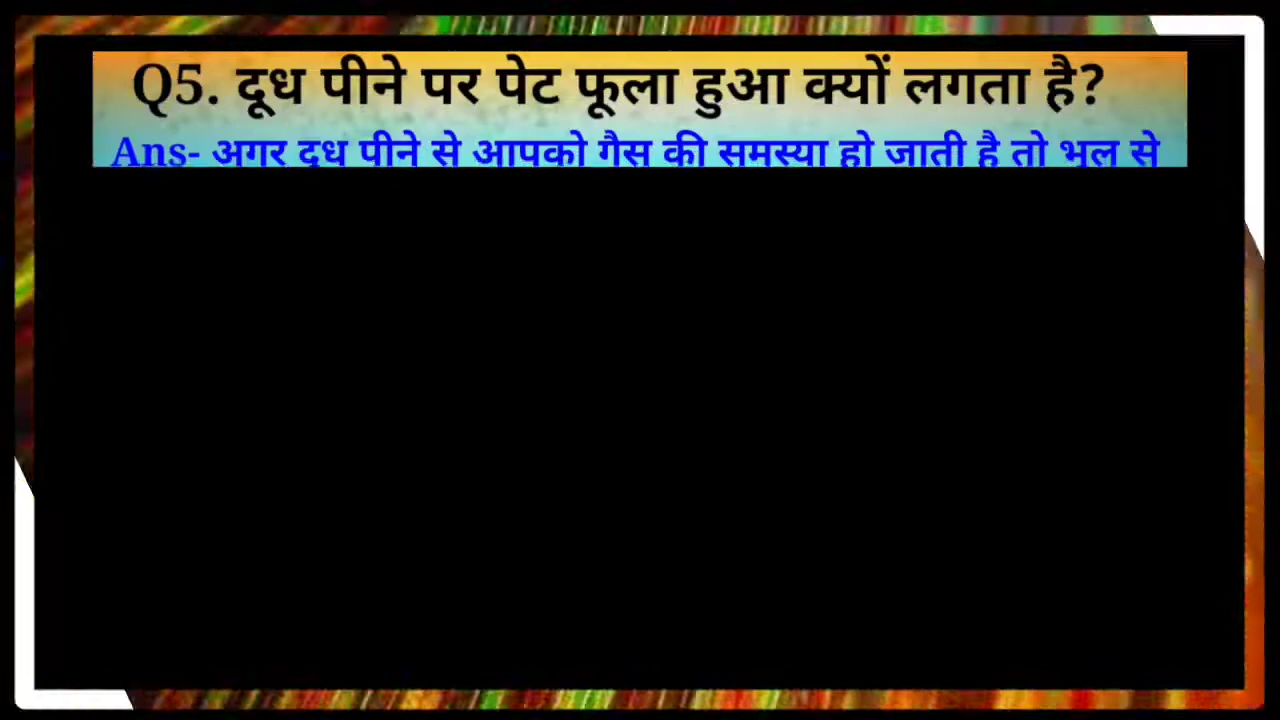 Q5. दूध पीने पर पेट फूला हुआ क्यों लगता है?
Ans- अगर दूध पीने से आपको गैस की समस्या हो जाती है तो भूल से